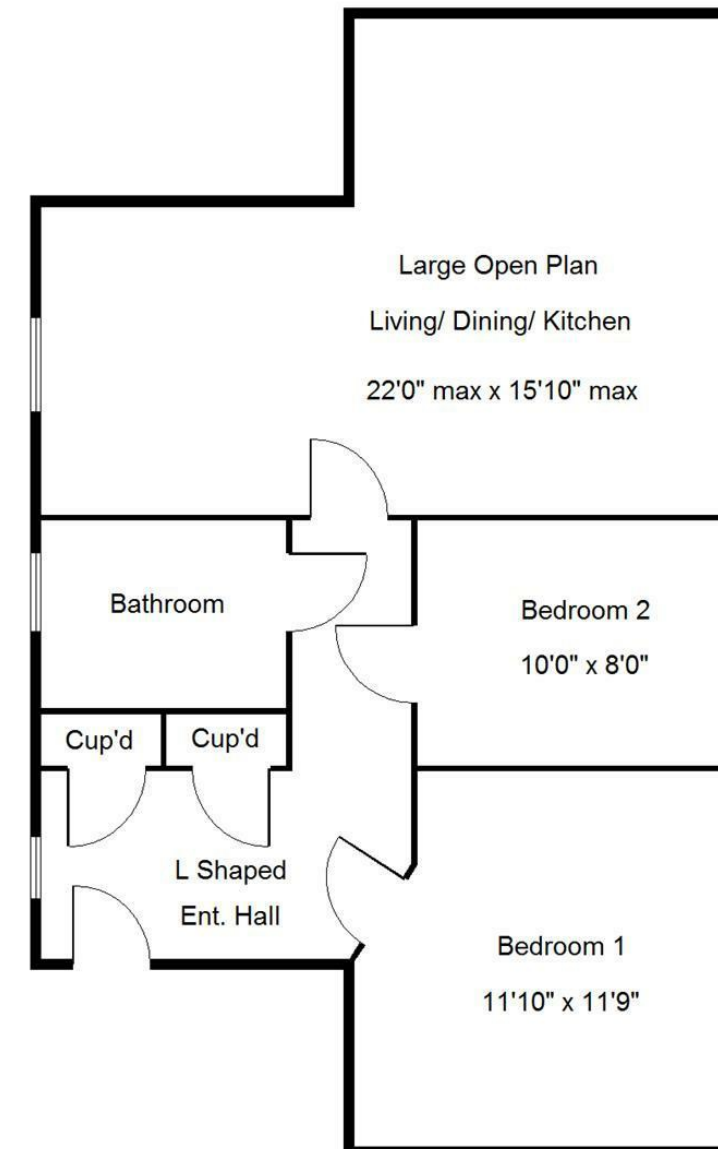 Large Open Plan
Living/ Dining/ Kitchen
22'0" max x 15'10" max
Bathroom
Bedroom 2
10'0" x 8'0"
Cup'd
Cup'd
L Shaped
Ent. Hall
Bedroom 1
11'10" x 11'9"